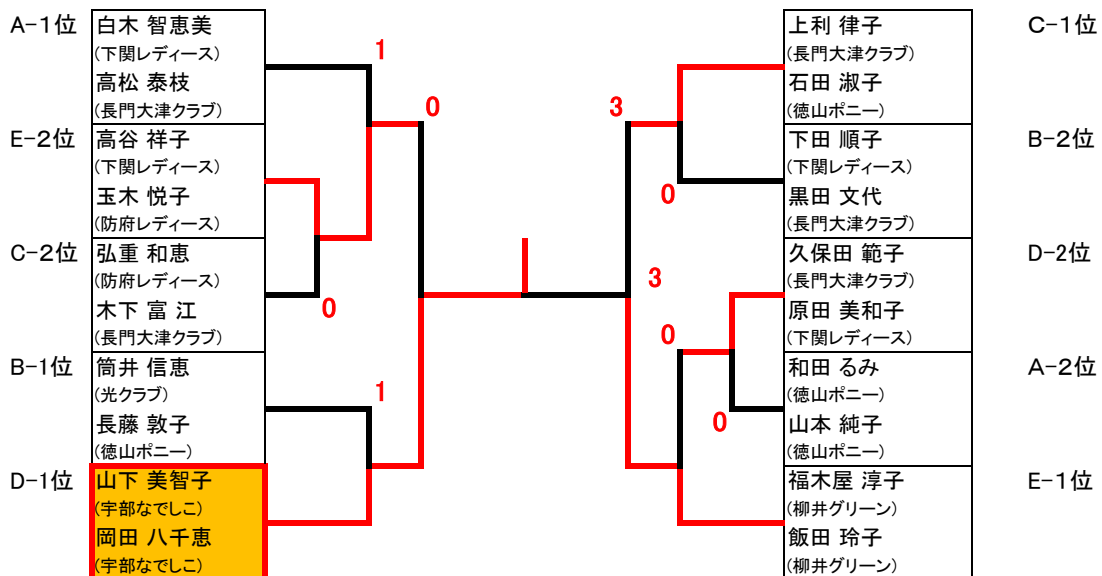 A-1位
白木 智恵美
(下関レディース)
高松 泰枝
(長門大津クラブ)
E-2位
高谷 祥子
(下関レディース)
玉木 悦子
(防府レディース)
C-2位
弘重 和恵
(防府レディース)
木下 富 江
(長門大津クラブ)
B-1位
筒井 信恵
(光クラブ)
長藤 敦子
(徳山ポニー)
D-1位
山下 美智子
(宇部なでしこ)
岡田 八千恵
(宇部なでしこ)
1
0
0
1
3
0
3
0
0
上利 律子
(長門大津クラブ)
石田 淑子
(徳山ポニー)
C-1位
下田 順子
(下関レディース)
黒田 文代
(長門大津クラブ)
B-2位
久保田 範子
(長門大津クラブ)
原田 美和子
(下関レディース)
D-2位
和田 るみ
(徳山ポニー)
山本 純子
(徳山ポニー)
A-2位
福木屋 淳子
(柳井グリーン)
飯田 玲子
(柳井グリーン)
E-1位